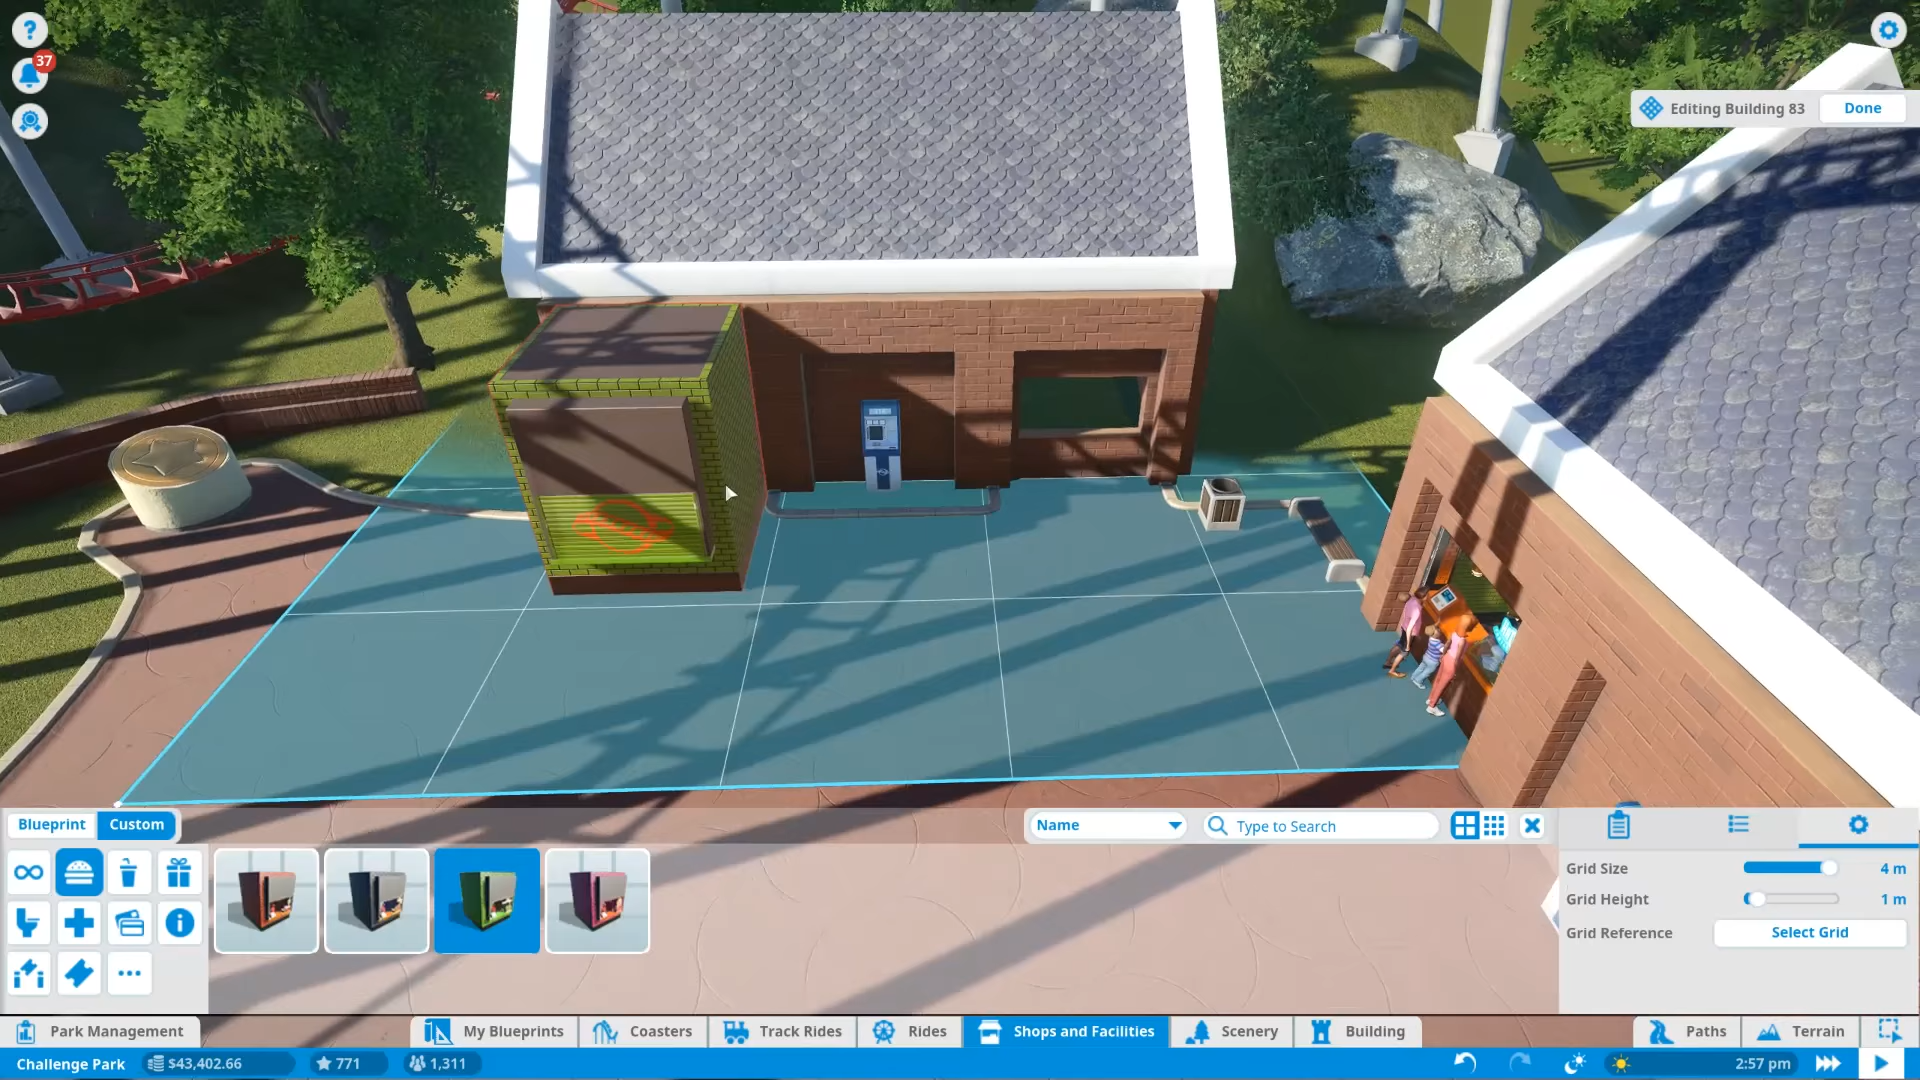 ?
37
Editing Building 83
Done
Blueprint
Custom
Name
Type to Search
Grid Size
4 m
Grid Height
1 m
Grid Reference
Select Grid
Park Management
My Blueprints
Coasters
Track Rides
Rides
Shops and Facilities
Scenery
Building
Paths
Terrain
Challenge Park
$43,402.66
771
1,311
2:57 pm